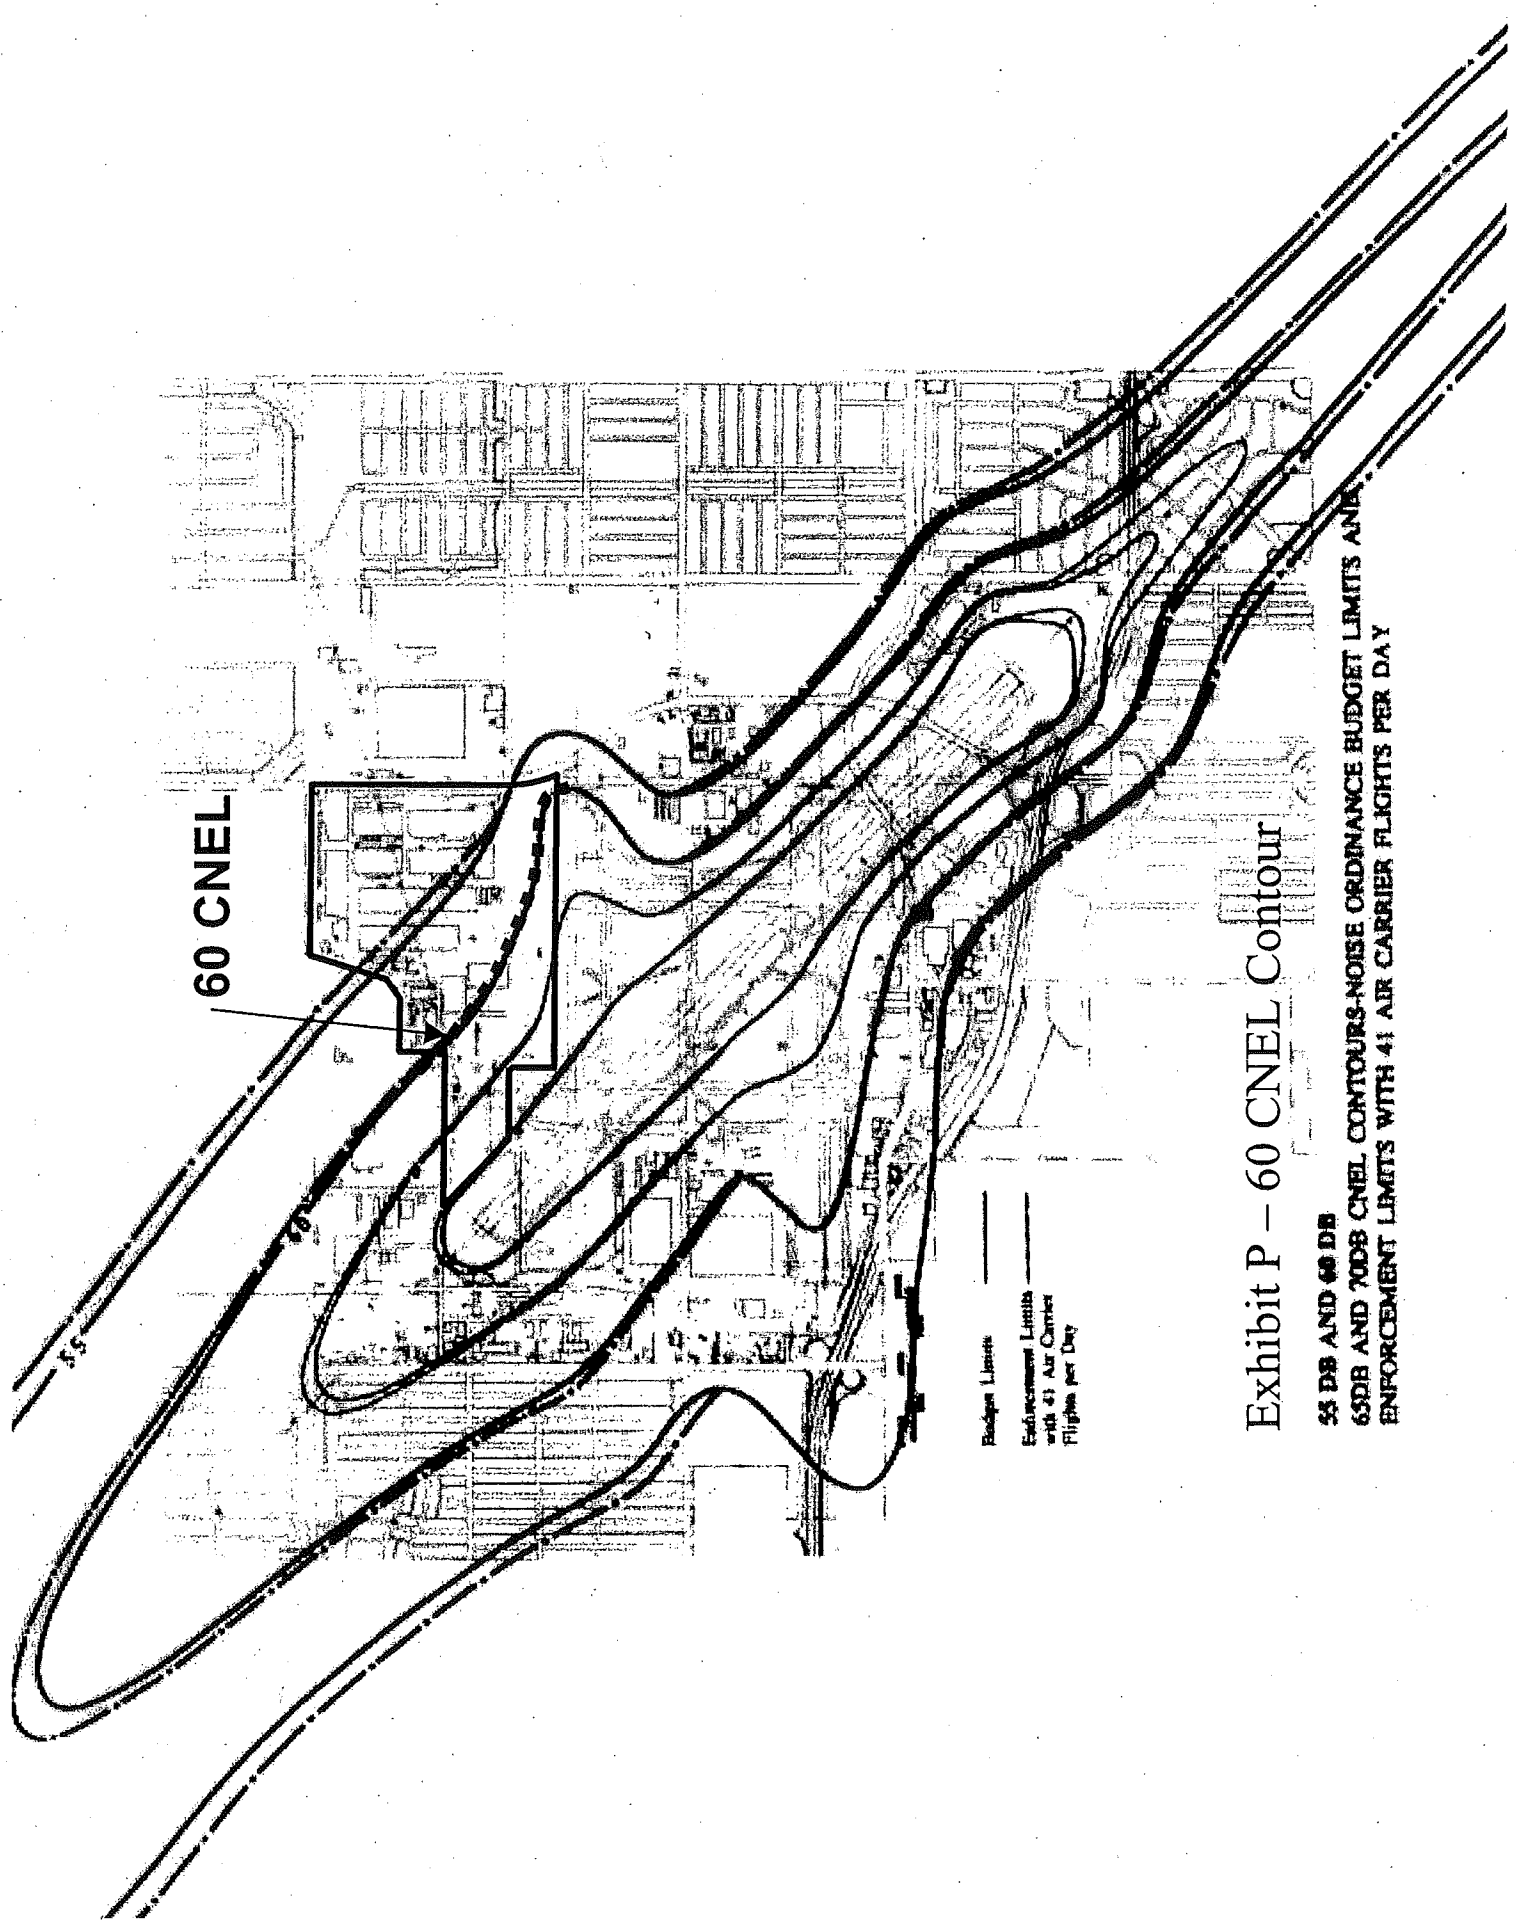 60 CNEL
55
60
Budget Limits
Enforcement Limits
with 41 Air Carrier
Flights per Day
Exhibit P – 60 CNEL Contour
55 DB AND 60 DB
65DB AND 70DB CNEL CONTOURS-NOISE ORDINANCE BUDGET LIMITS AND
ENFORCEMENT LIMITS WITH 41 AIR CARRIER FLIGHTS PER DAY